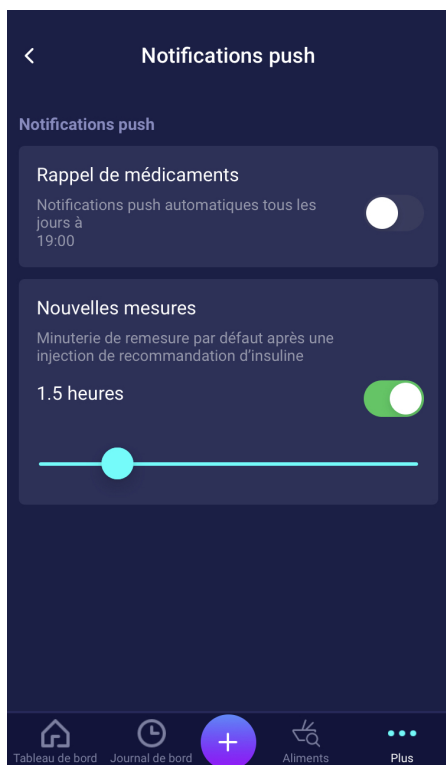 Notifications push
Notifications push
Rappel de médicaments
Notifications push automatiques tous les
jours à
19:00
Nouvelles mesures
Minuterie de remesure par défaut après une
injection de recommandation d'insuline
1.5 heures
Tableau de bord
Journal de bord
Aliments
Plus